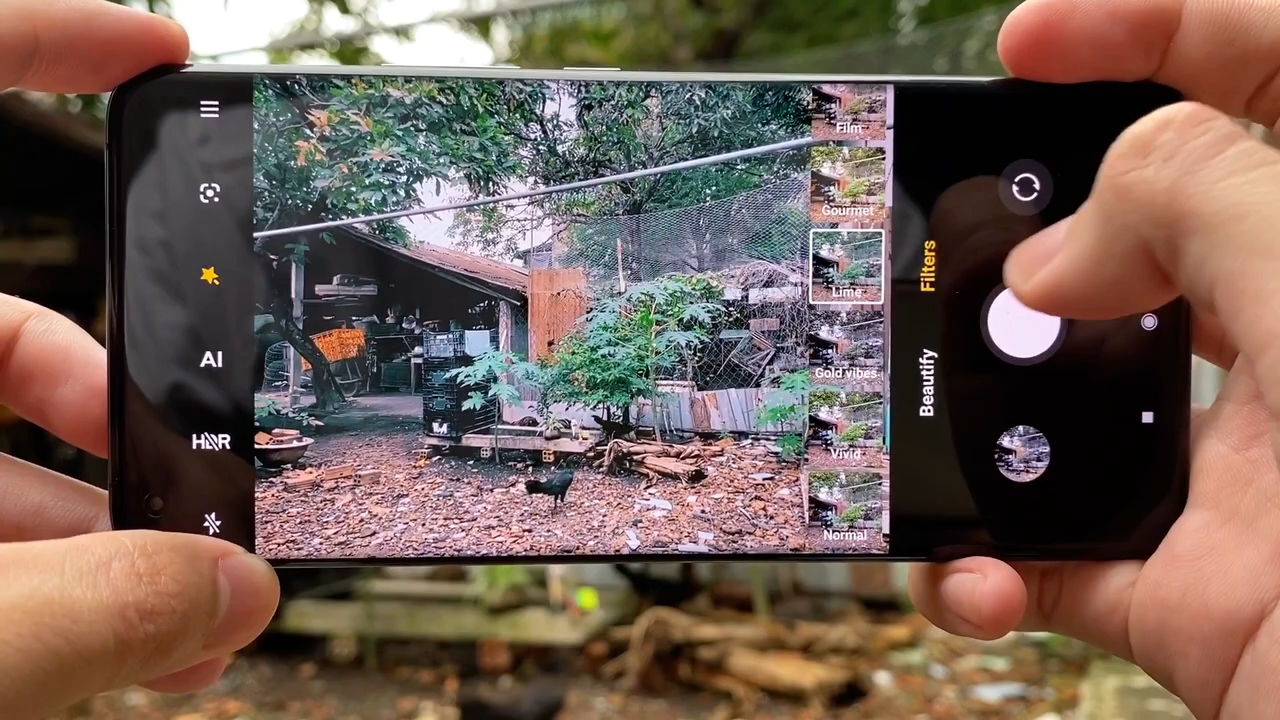 AI
HDR
Film
Gourmet
Lime
Gold vibes
Vivid
Normal
Filters
Beautify